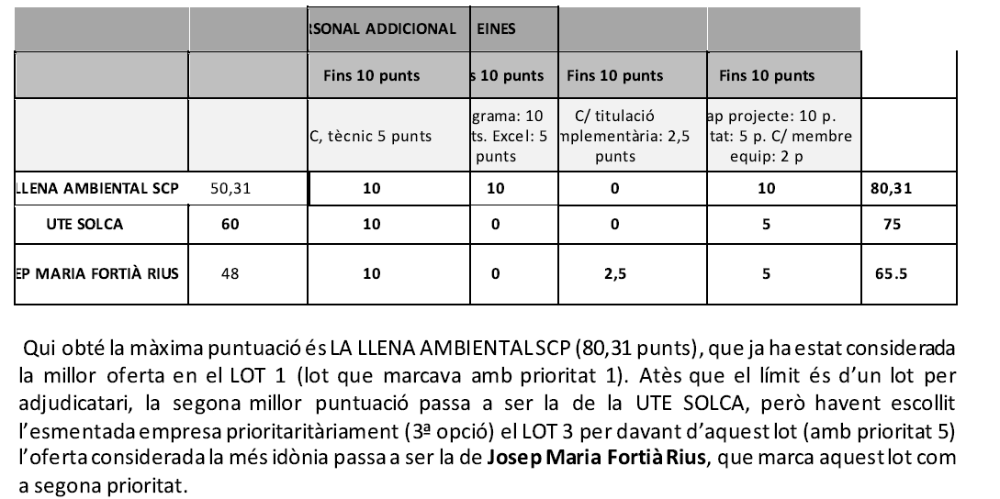 RSONAL ADDICIONAL EINES
Fins 10 punts s 10 punts Fins 10 punts Fins 10 punts
grama: 10 C/ titulació ap projecte: 10 p.
C, tècnic 5 punts ts. Excel: 5 mplementària: 2,5 tat: 5 p. C/ membre
punts punts equip: 2 p
LLENA AMBIENTAL SCP 50,31 10 10 0 10 80,31
UTE SOLCA 60 10 0 0 5 75
EP MARIA FORTIÀ RIUS 48 10 0 2,5 5 65.5
Qui obté la màxima puntuació és LA LLENA AMBIENTAL SCP (80,31 punts), que ja ha estat considerada
la millor oferta en el LOT 1 (lot que marcava amb prioritat 1). Atès que el límit és d’un lot per
adjudicatari, la segona millor puntuació passa a ser la de la UTE SOLCA, però havent escollit
l’esmentada empresa prioritaritàriament (3ª opció) el LOT 3 per davant d’aquest lot (amb prioritat 5)
l’oferta considerada la més idònia passa a ser la de Josep Maria Fortià Rius, que marca aquest lot com
a segona prioritat.